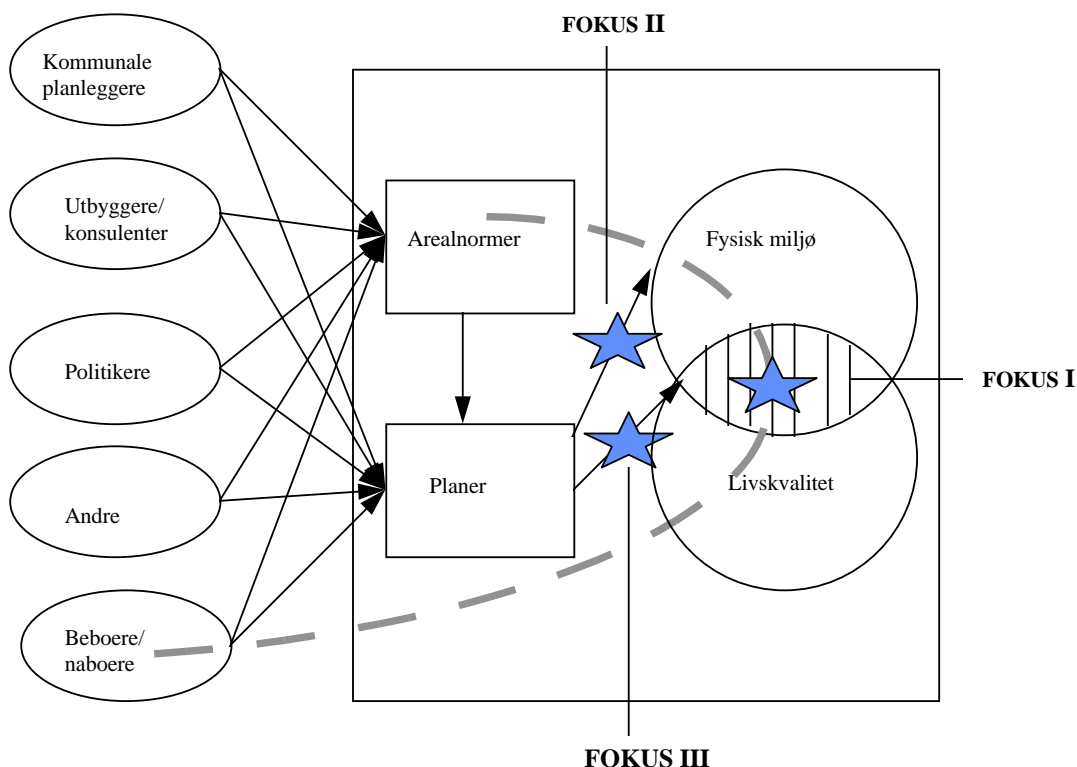 FOKUS II
Kommunale
planleggere
Utbyggere/
konsulenter
Arealnormer
Fysisk miljø
Politikere
FOKUS I
Andre
Planer
Livskvalitet
Beboere/
naboere
FOKUS III